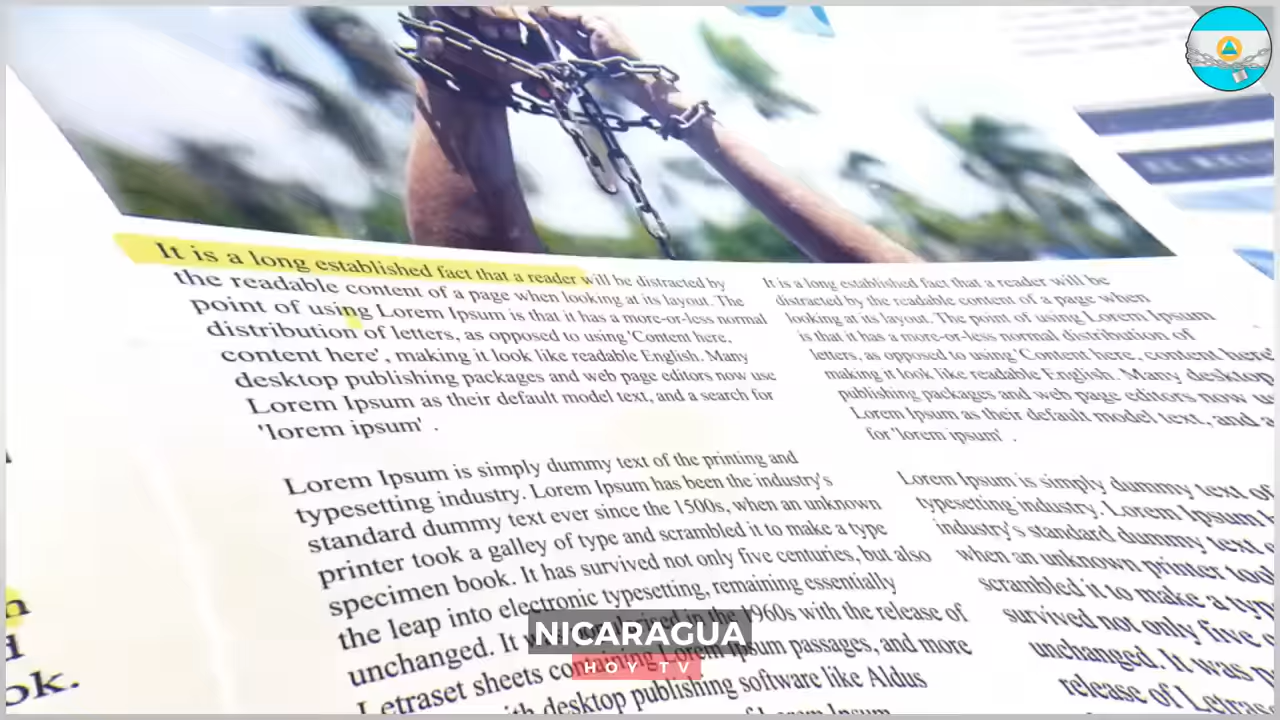 It is a long established fact that a reader will be distracted by
the readable content of a page when looking at its layout. The
point of using Lorem Ipsum is that it has a more-or-less normal
distribution of letters, as opposed to using 'Content here,
content here', making it look like readable English. Many
desktop publishing packages and web page editors now use
Lorem Ipsum as their default model text, and a search for
'lorem ipsum' .
Lorem Ipsum is simply dummy text of the printing and
typesetting industry. Lorem Ipsum has been the industry's
standard dummy text ever since the 1500s, when an unknown
printer took a galley of type and scrambled it to make a type
specimen book. It has survived not only five centuries, but also
the leap into electronic typesetting, remaining essentially
unchanged. It in the 1960s with the release of
Letraset sheets containing Lorem Ipsum passages, and more
desktop publishing software like Aldus
It is a long established fact that a reader will be
distracted by the readable content of a page when
looking at its layout. The point of using Lorem Ipsum
is that it has a more-or-less normal distribution of
letters, as opposed to using 'Content here, content here'
making it look like readable English. Many desktop
publishing packages and web page editors now
Lorem Ipsum as their default model text, and a
for 'lorem ipsum' .
Lorem Ipsum is simply dummy text of
typesetting industry. Lorem Ipsum
industry's standard dummy text
when an unknown printer
scrambled it to make a
survived not only five
unchanged. It was
release of
NICARAGUA
HOY TV